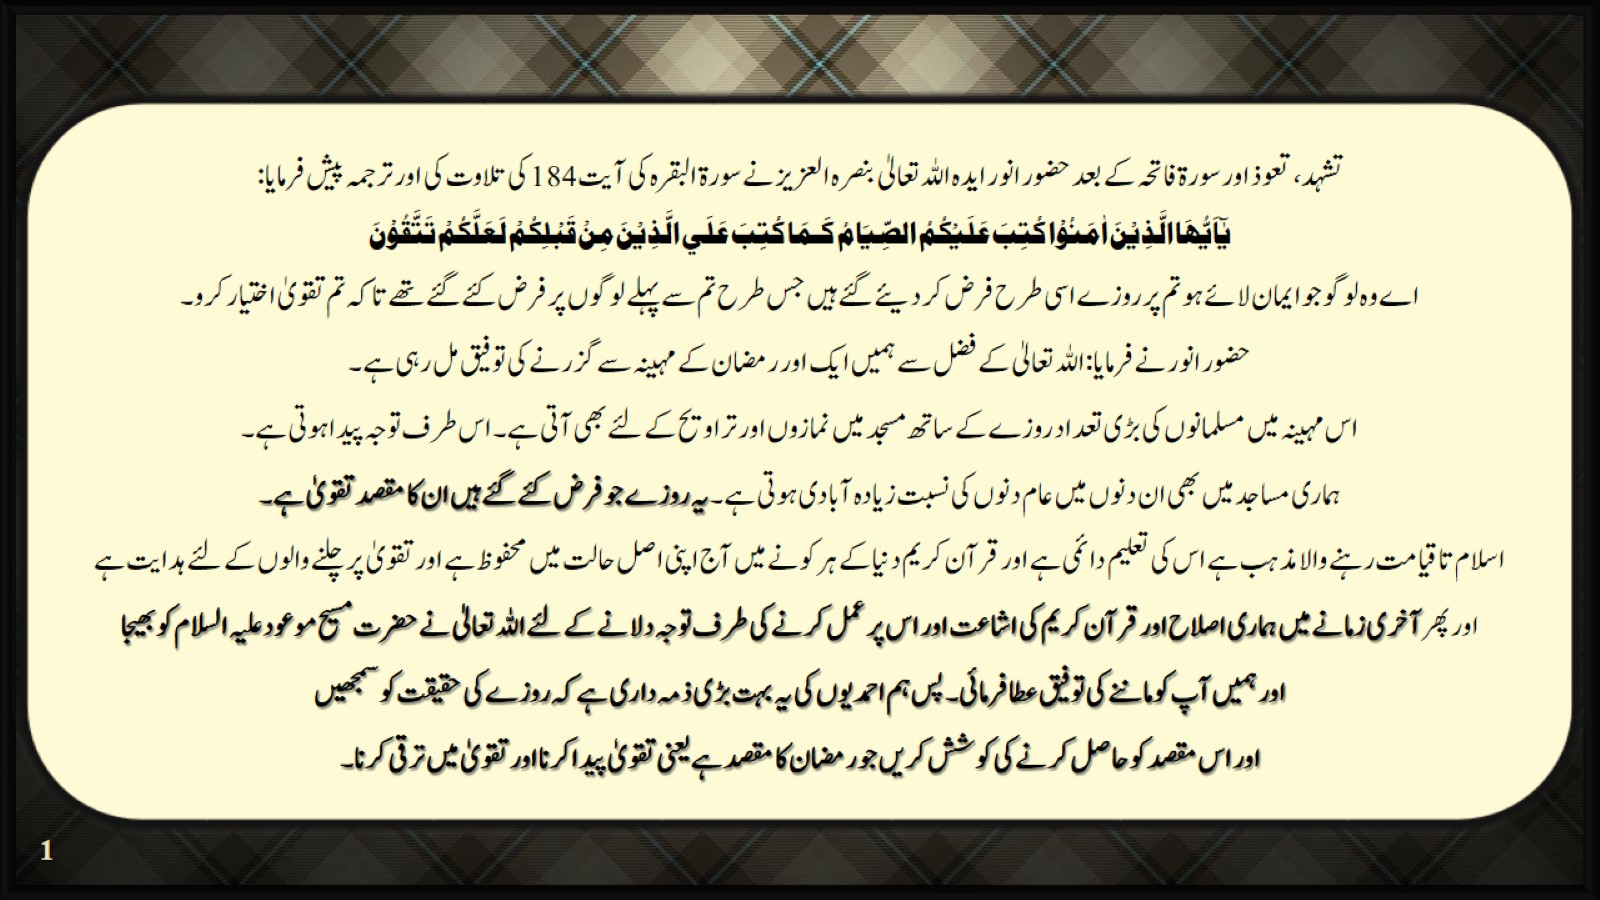 تشہد، تعوذ اور سورۃ فاتحہ کے بعد حضور انور ایدہ اللہ تعالیٰ بنصرہ العزیز نے سورۃ البقرہ کی آیت 184 کی تلاوت کی اور ترجمہ پیش فرمایا:
یٰۤاَیُّھَا الَّذِیْنَ اٰمَنُوْا کُتِبَ عَلَیْکُمُ الصِّیَامُ کَمَا کُتِبَ عَلَی الَّذِیْنَ مِنْ قَبْلِکُمْ لَعَلَّکُمْ تَتَّقُوْنَ
اے وہ لوگو جو ایمان لائے ہو تم پر روزے اسی طرح فرض کر دیئے گئے ہیں جس طرح تم سے پہلے لوگوں پر فرض کئے گئے تھے تاکہ تم تقویٰ اختیار کرو۔
حضور انور نے فرمایا: اللہ تعالیٰ کے فضل سے ہمیں ایک اور رمضان کے مہینہ سے گزرنے کی توفیق مل رہی ہے۔
اس مہینہ میں مسلمانوں کی بڑی تعداد روزے کے ساتھ مسجد میں نمازوں اور تراویح کے لئے بھی آتی ہے۔ اس طرف توجہ پیدا ہوتی ہے۔
ہماری مساجد میں بھی ان دنوں میں عام دنوں کی نسبت زیادہ آبادی ہوتی ہے۔ یہ روزے جو فرض کئے گئے ہیں ان کا مقصد تقویٰ ہے۔
اسلام تا قیامت رہنے والا مذہب ہے اس کی تعلیم دائمی ہے اور قرآن کریم دنیا کے ہر کونے میں آج اپنی اصل حالت میں محفوظ ہے اور تقویٰ پر چلنے والوں کے لئے ہدایت ہے
اور پھر آخری زمانے میں ہماری اصلاح اور قرآن کریم کی اشاعت اور اس پر عمل کرنے کی طرف توجہ دلانے کے لئے اللہ تعالیٰ نے حضرت مسیح موعود علیہ السلام کو بھیجا
اور ہمیں آپ کو ماننے کی توفیق عطا فرمائی۔ پس ہم احمدیوں کی یہ بہت بڑی ذمہ داری ہے کہ روزے کی حقیقت کو سمجھیں
اور اس مقصد کو حاصل کرنے کی کوشش کریں جو رمضان کا مقصد ہے یعنی تقویٰ پیدا کرنا اور تقویٰ میں ترقی کرنا۔
1